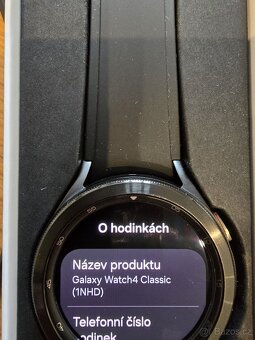 O hodinkách
Název produktu
Galaxy Watch4 Classic
(1NHD)
Telefonní číslo
hodinek